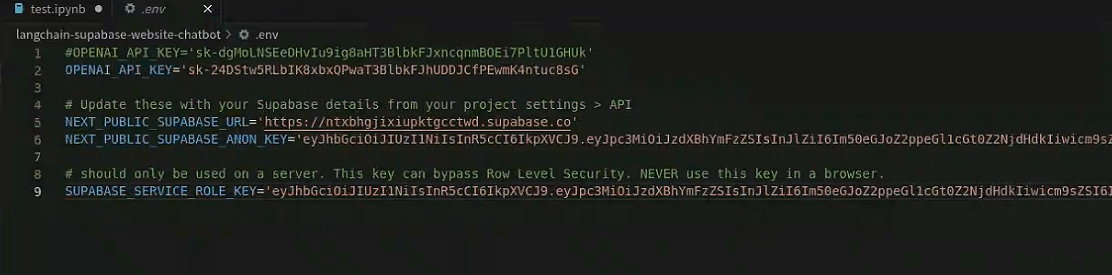 test.ipynb .env
langchain-supabase-website-chatbot > .env
1 #OPENAI_API_KEY='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'
2 OPENAI_API_KEY='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'
3
4 # Update these with your Supabase details from your project settings > API
5 NEXT_PUBLIC_SUPABASE_URL='https://ntxbhgjixiupktgcctwd.supabase.co'
6 NEXT_PUBLIC_SUPABASE_ANON_KEY='eyJhbGciOiJIUzI1NiIsInR5cCI6IkpXVCJ9.eyJpc3MiOiJzdXBhYmFzZSIsInJlZiI6Im50eGJoZ2ppeGl1cGt0Z2NjdHdkIiwicm9sZ
7
8 # should only be used on a server. This key can bypass Row Level Security. NEVER use this key in a browser.
9 SUPABASE_SERVICE_ROLE_KEY='eyJhbGciOiJIUzI1NiIsInR5cCI6IkpXVCJ9.eyJpc3MiOiJzdXBhYmFzZSIsInJlZiI6Im50eGJoZ2ppeGl1cGt0Z2NjdHdkIiwicm9sZSI6I